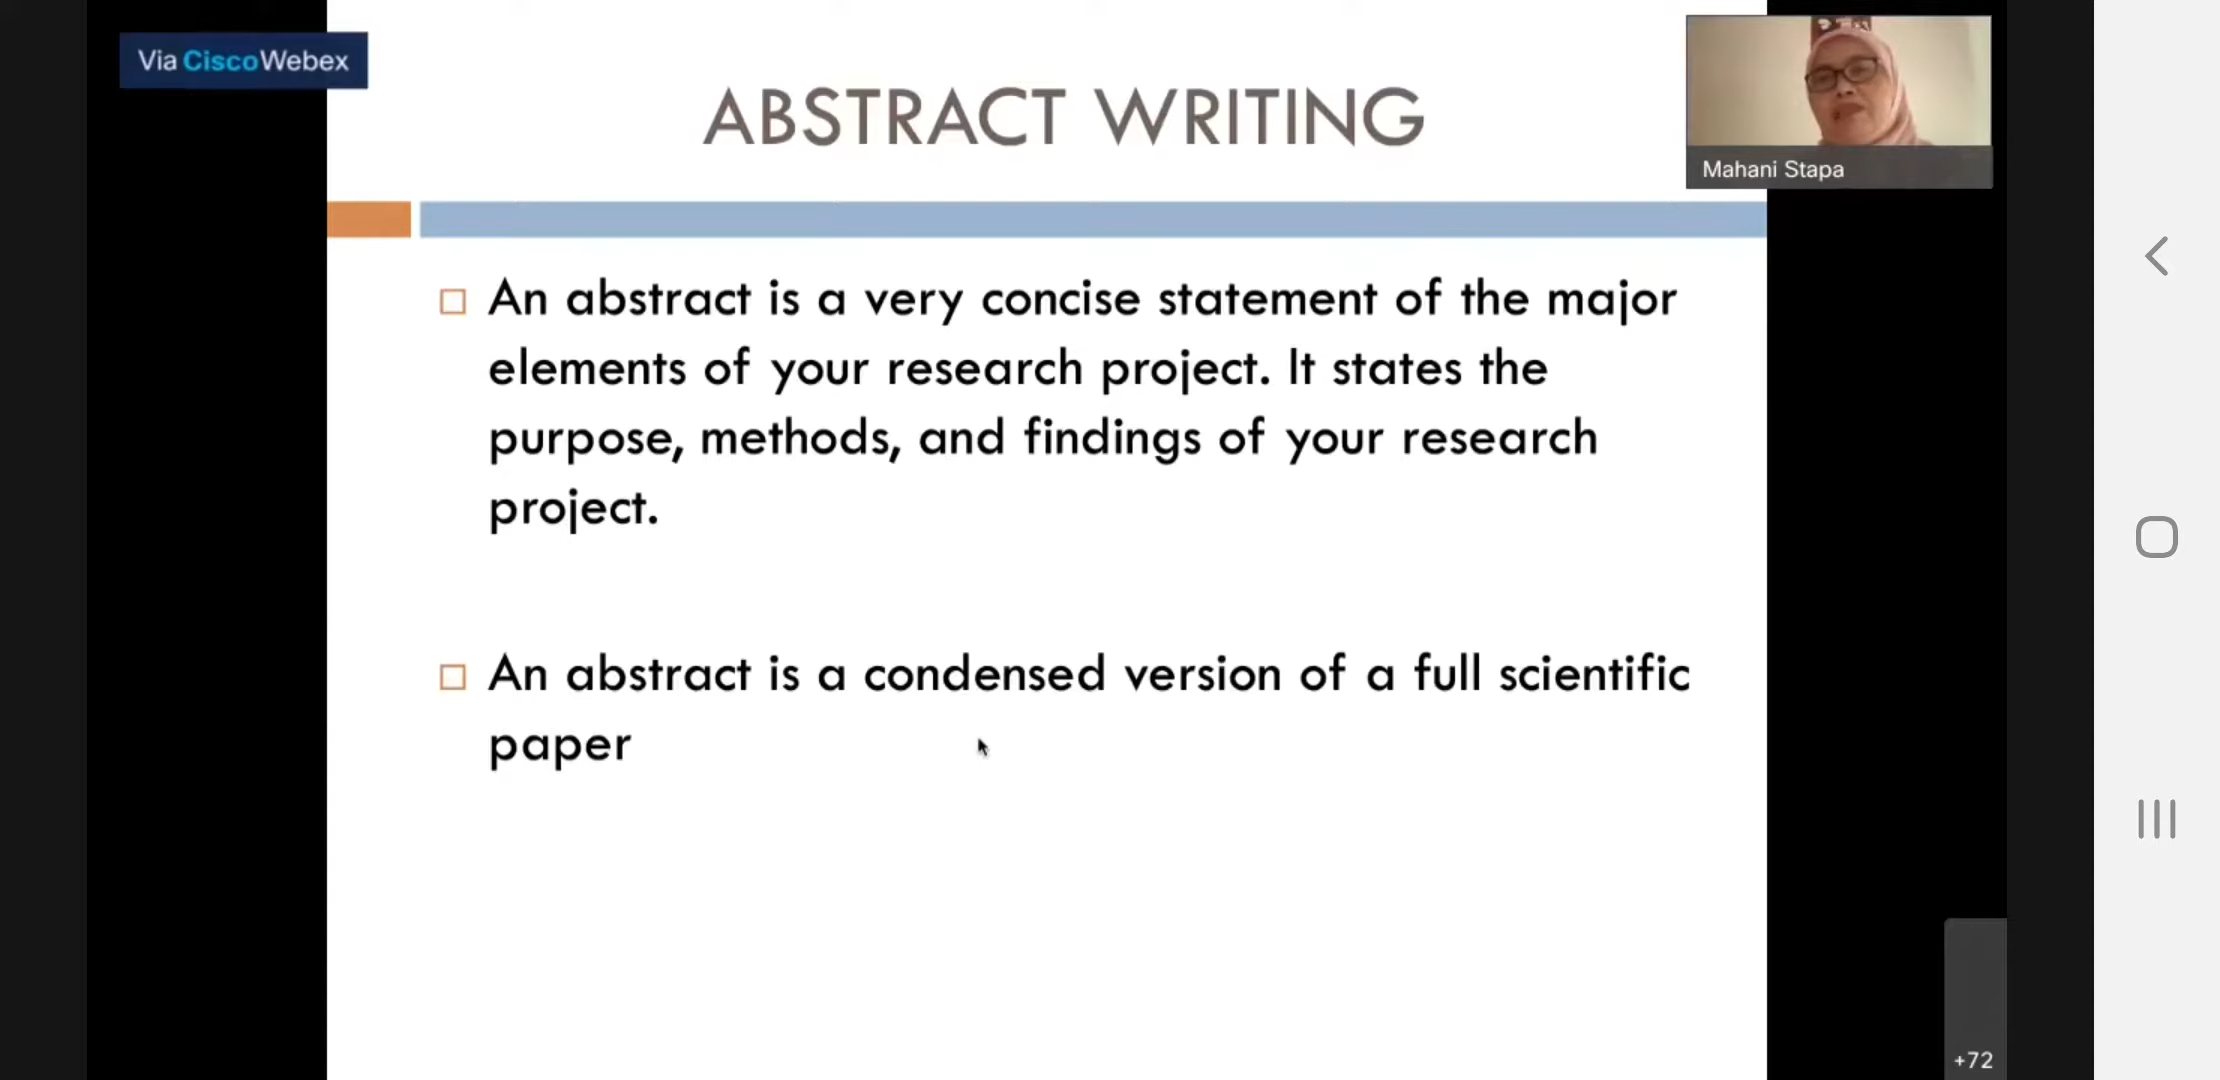 Via CiscoWebex
ABSTRACT WRITING
Mahani Stapa
An abstract is a very concise statement of the major
elements of your research project. It states the
purpose, methods, and findings of your research
project.
An abstract is a condensed version of a full scientific
paper
+72